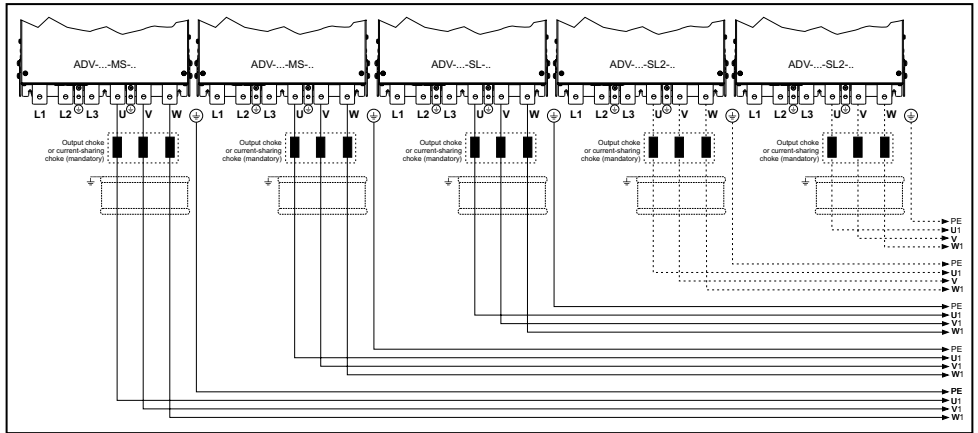 ADV-...-MS-.. ADV-...-MS-.. ADV-...-SL-.. ADV-...-SL2-.. ADV-...-SL2-..
L1 L2 L3 U V W L1 L2 L3 U V W L1 L2 L3 U V W L1 L2 L3 U V W L1 L2 L3 U V W
Output choke
or current-sharing
choke (mandatory)
Output choke
or current-sharing
choke (mandatory)
Output choke
or current-sharing
choke (mandatory)
Output choke
or current-sharing
choke (mandatory)
Output choke
or current-sharing
choke (mandatory)
PE
U1
V
W1
PE
U1
V
W1
PE
U1
V1
W1
PE
U1
V1
W1
PE
U1
V1
W1